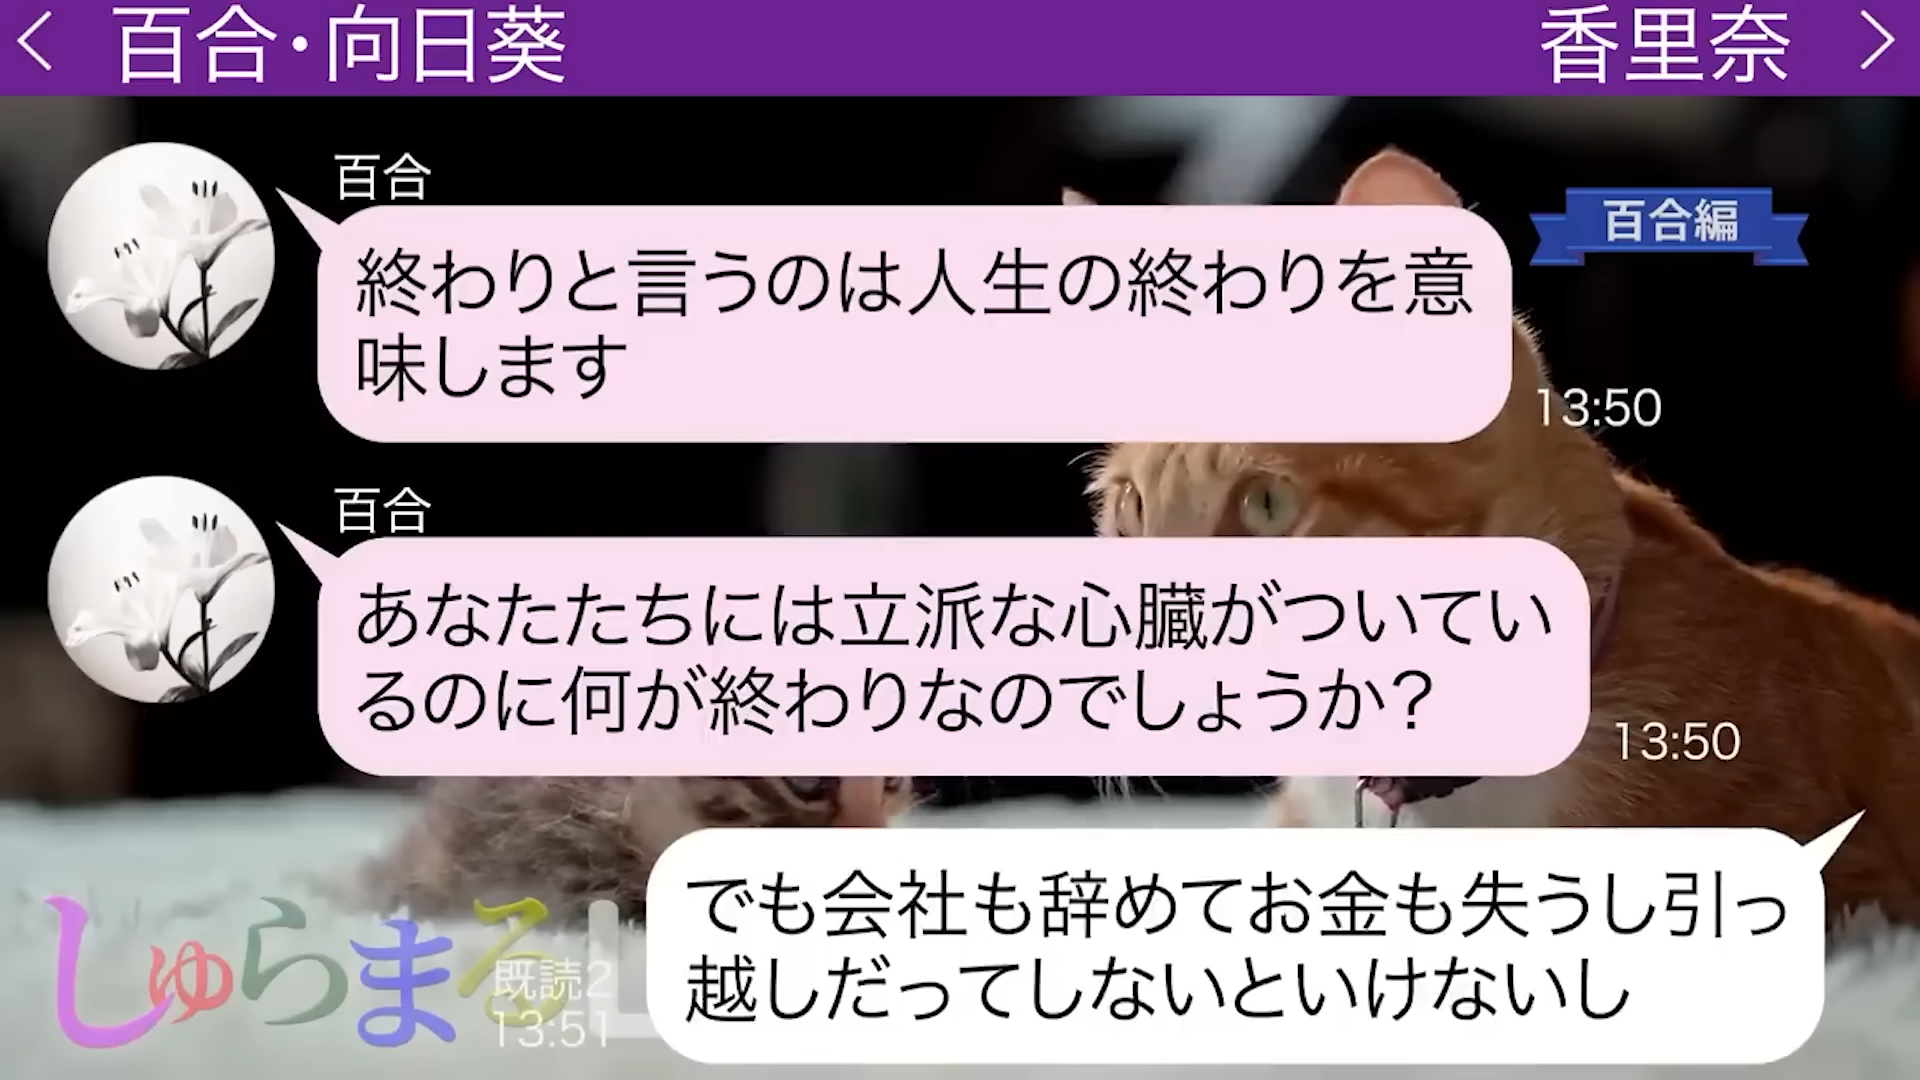 百合・向日葵
香里奈
百合
百合編
終わりと言うのは人生の終わりを意
味します
13:50
百合
あなたたちには立派な心臓がついてい
るのに何が終わりなのでしょうか？
13:50
でも会社も辞めてお金も失うし引っ
越しだってしないといけないし
既読2
13:51
しゅらまる